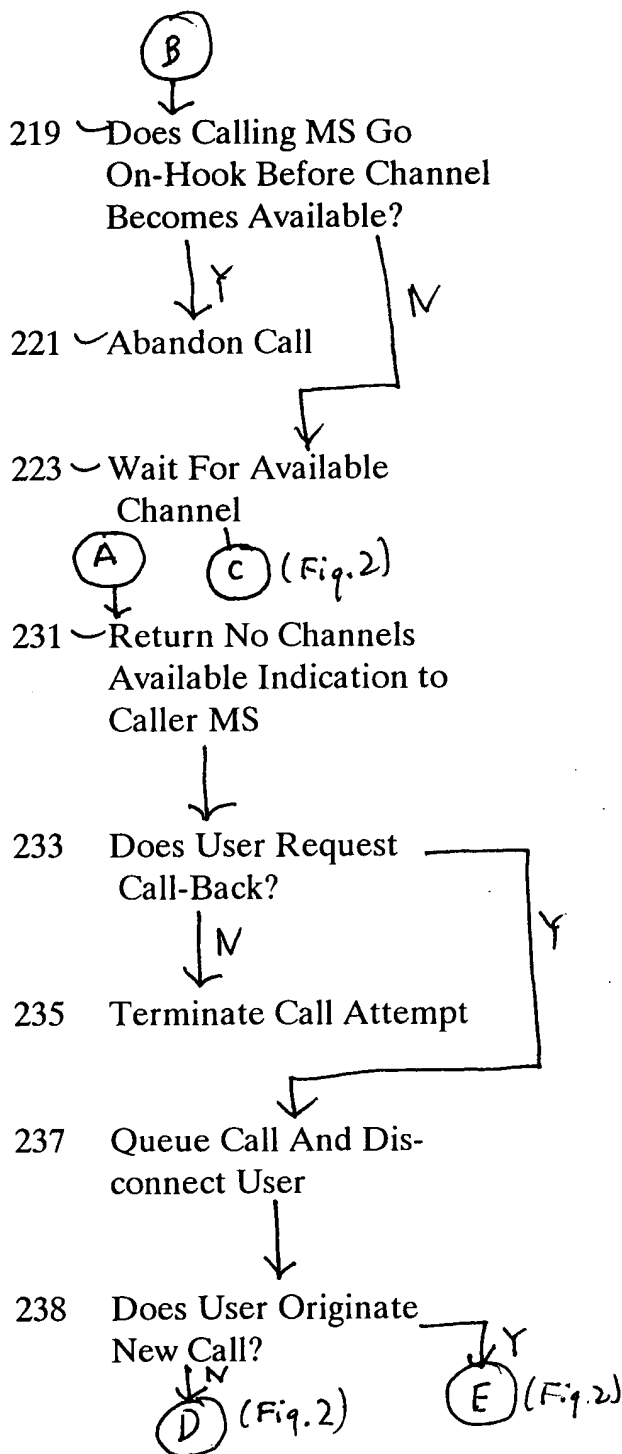 B
219 Does Calling MS Go
On-Hook Before Channel
Becomes Available?
Y
N
221 Abandon Call
223 Wait For Available
Channel
A
C (Fig.2)
231 Return No Channels
Available Indication to
Caller MS
233 Does User Request
Call-Back?
N
Y
235 Terminate Call Attempt
237 Queue Call And Dis-
connect User
238 Does User Originate
New Call?
Y
N
D (Fig.2)
E (Fig.2)